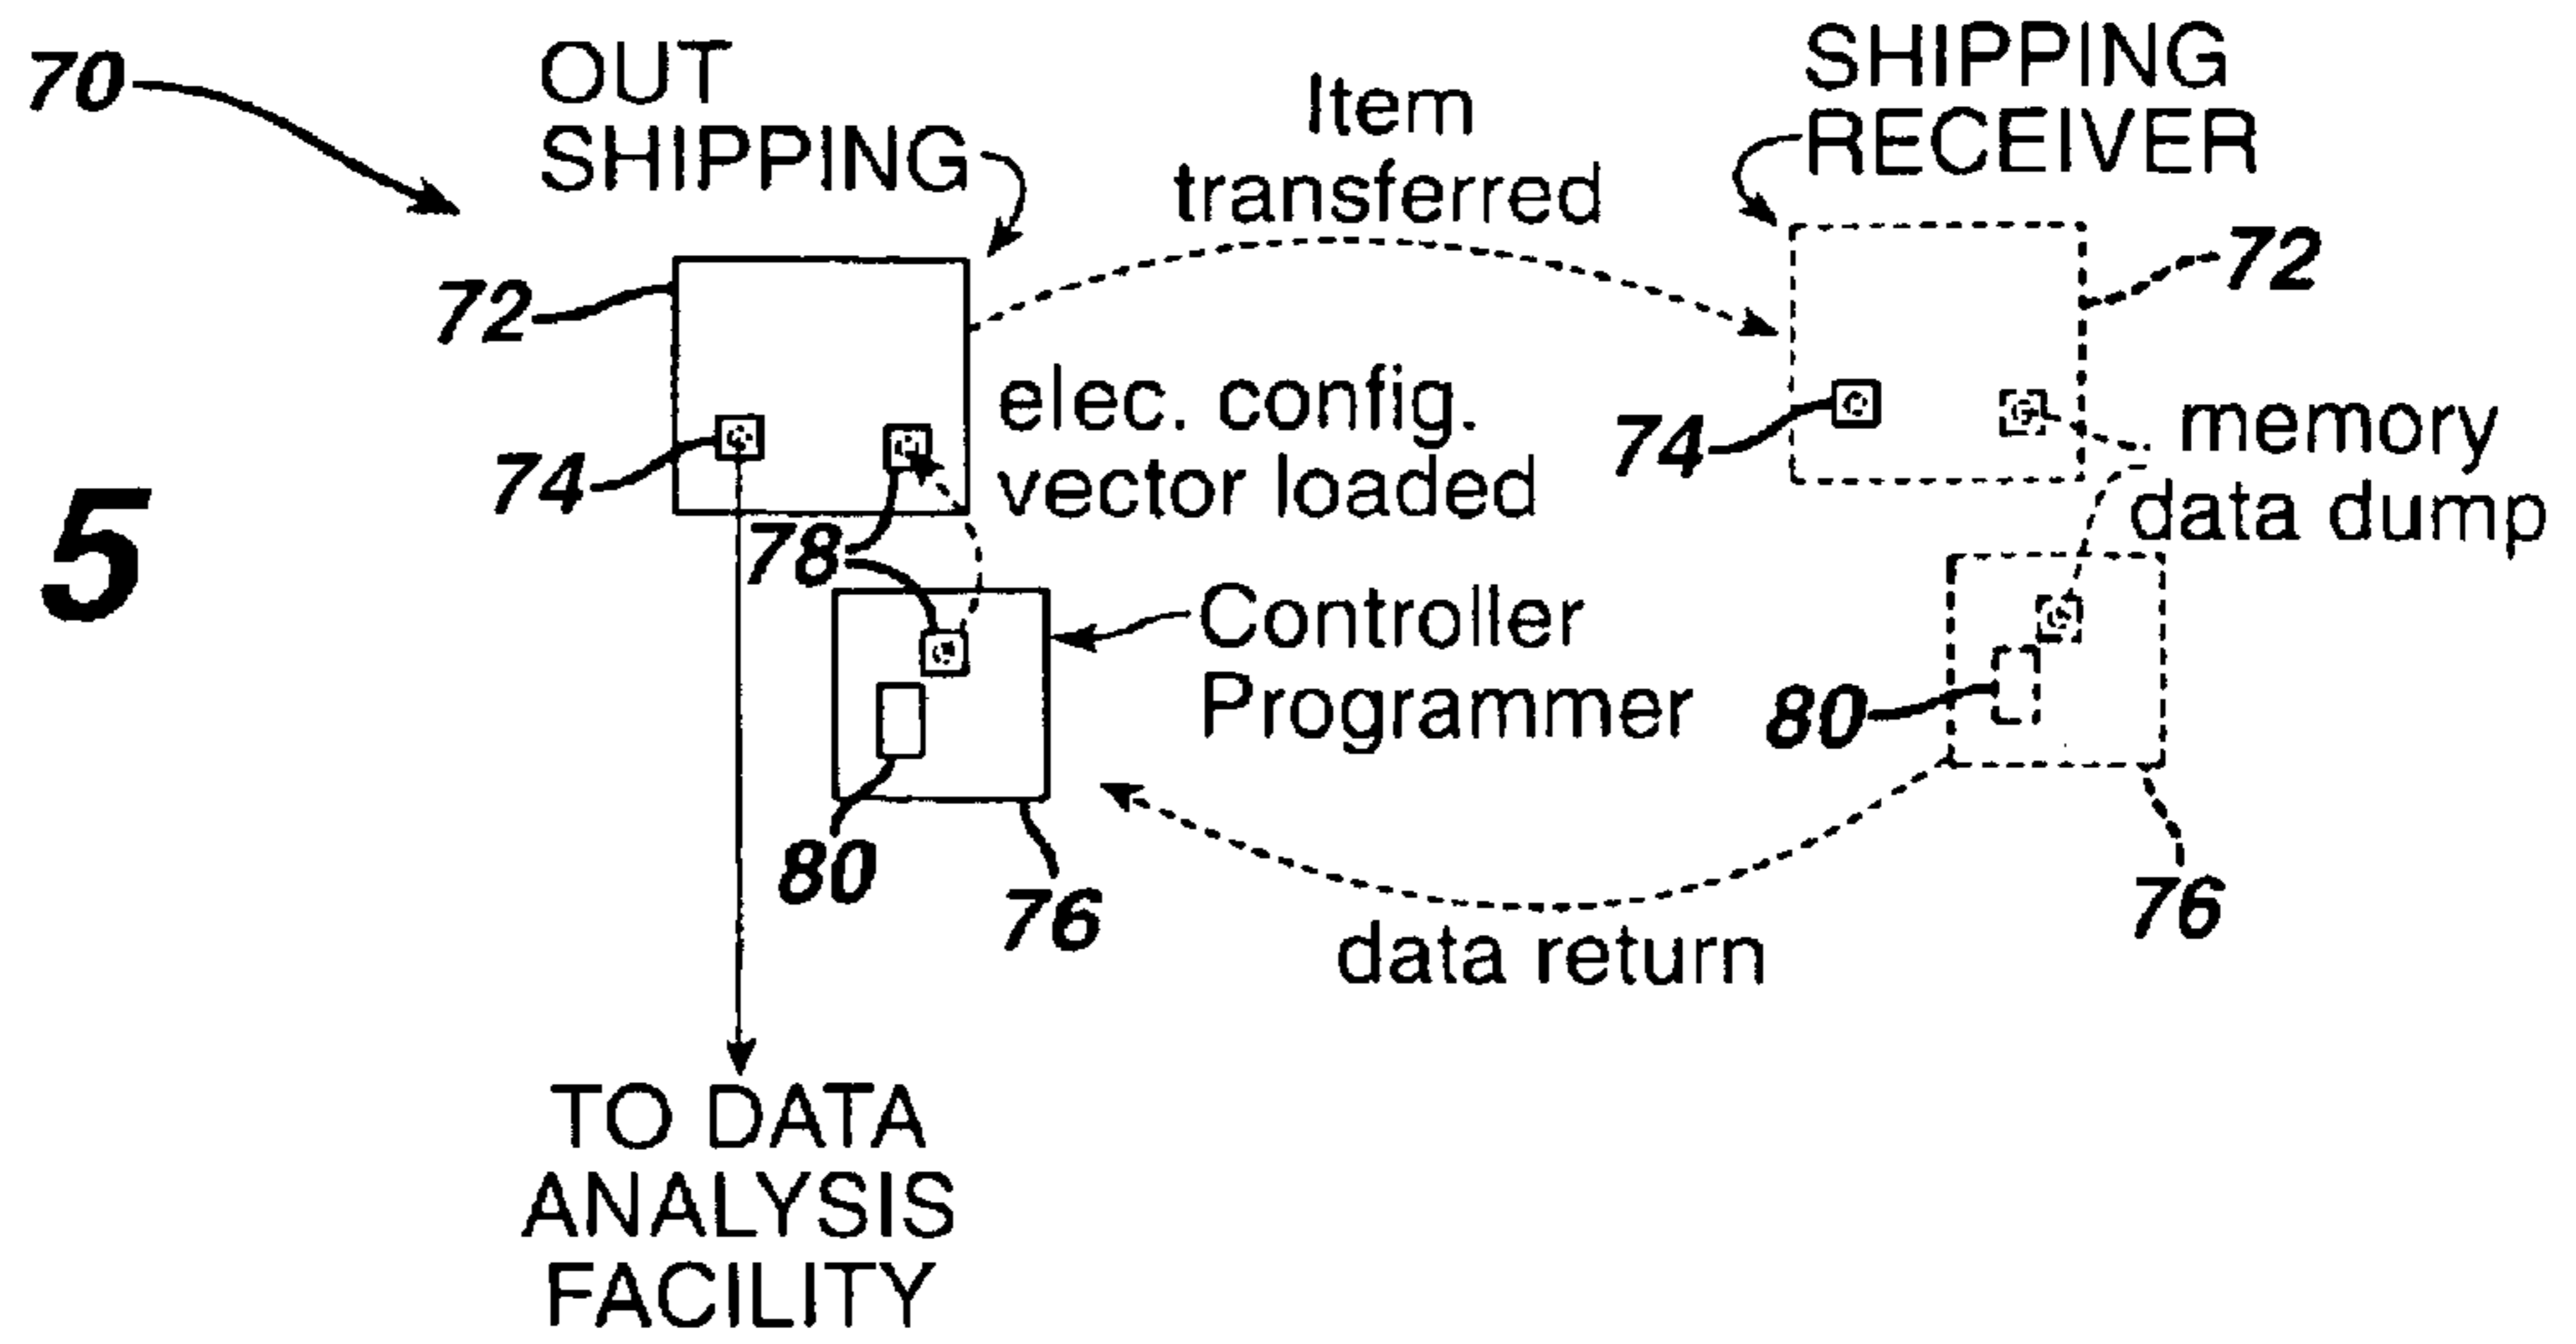 70
OUT
SHIPPING
Item
transferred
SHIPPING
RECEIVER
72
72
74
elec. config.
vector loaded
74
memory
data dump
5
78
Controller
Programmer
80
80
76
76
data return
TO DATA
ANALYSIS
FACILITY